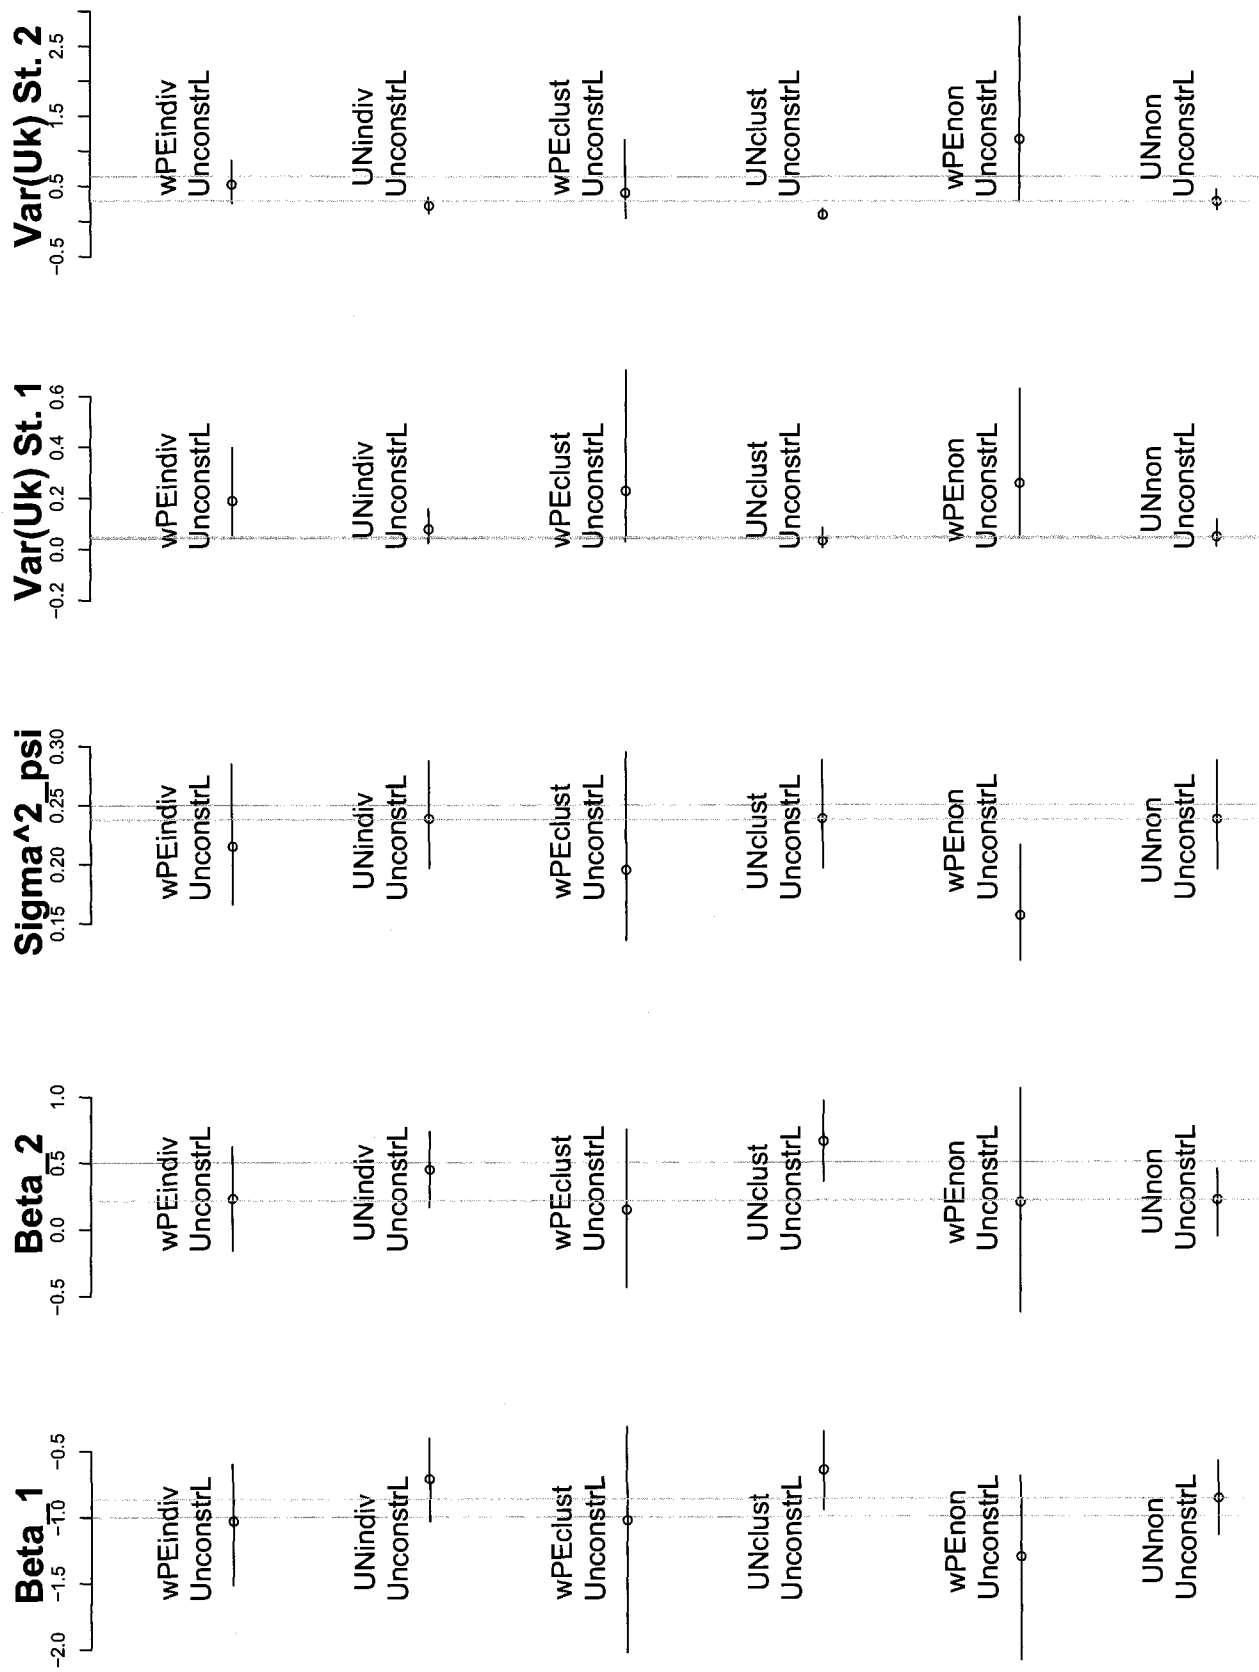 Beta_1
−2.0 −1.5 −1.0 −0.5
wPEindiv
UnconstrL
UNindiv
UnconstrL
wPEclust
UnconstrL
UNclust
UnconstrL
wPEnon
UnconstrL
UNnon
UnconstrL
Beta_2
−0.5 0.0 0.5 1.0
wPEindiv
UnconstrL
UNindiv
UnconstrL
wPEclust
UnconstrL
UNclust
UnconstrL
wPEnon
UnconstrL
UNnon
UnconstrL
Sigma^2_psi
0.15 0.20 0.25 0.30
wPEindiv
UnconstrL
UNindiv
UnconstrL
wPEclust
UnconstrL
UNclust
UnconstrL
wPEnon
UnconstrL
UNnon
UnconstrL
Var(Uk) St. 1
−0.2 0.0 0.2 0.4 0.6
wPEindiv
UnconstrL
UNindiv
UnconstrL
wPEclust
UnconstrL
UNclust
UnconstrL
wPEnon
UnconstrL
UNnon
UnconstrL
Var(Uk) St. 2
−0.5 0.5 1.5 2.5
wPEindiv
UnconstrL
UNindiv
UnconstrL
wPEclust
UnconstrL
UNclust
UnconstrL
wPEnon
UnconstrL
UNnon
UnconstrL